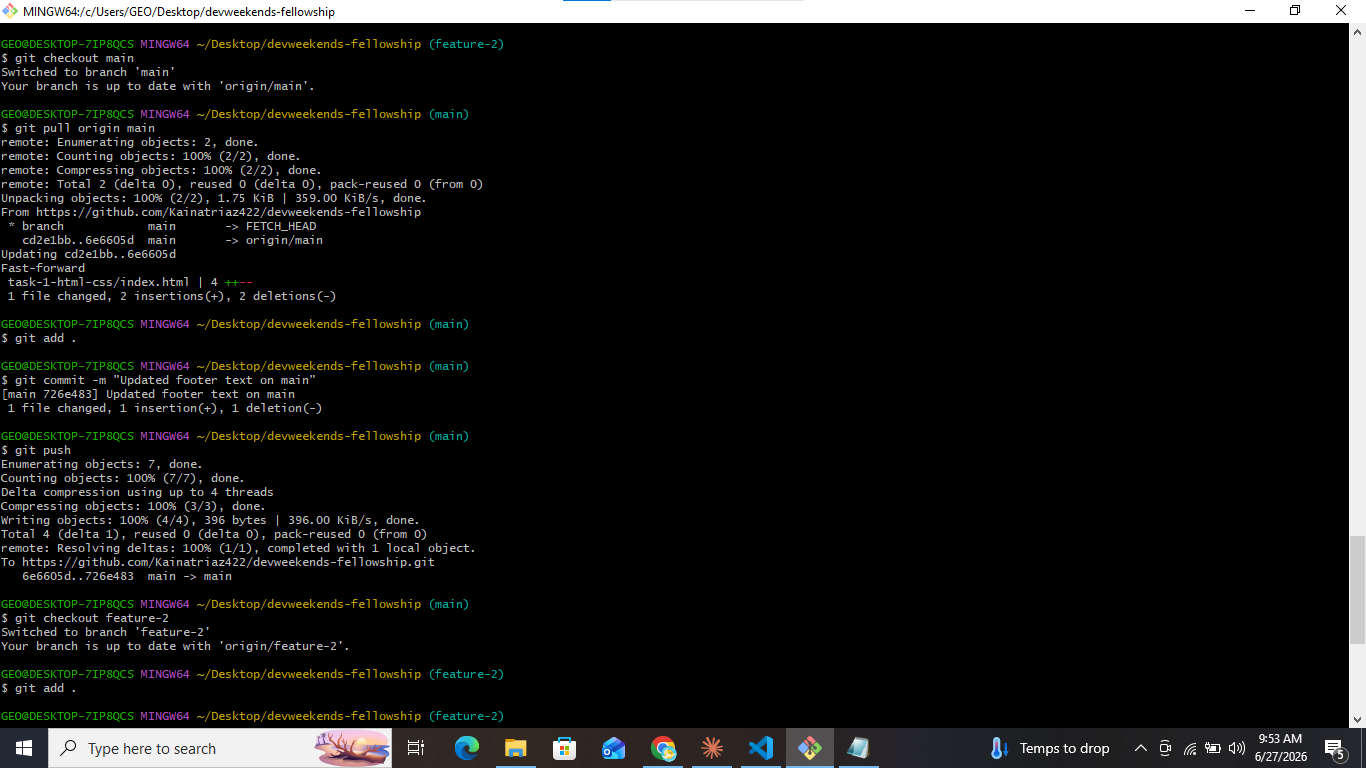 MINGW64:/c/Users/GEO/Desktop/devweekends-fellowship
GEO@DESKTOP-7IP8QCS MINGW64 ~/Desktop/devweekends-fellowship (feature-2)
$ git checkout main
Switched to branch 'main'
Your branch is up to date with 'origin/main'.
GEO@DESKTOP-7IP8QCS MINGW64 ~/Desktop/devweekends-fellowship (main)
$ git pull origin main
remote: Enumerating objects: 2, done.
remote: Counting objects: 100% (2/2), done.
remote: Compressing objects: 100% (2/2), done.
remote: Total 2 (delta 0), reused 0 (delta 0), pack-reused 0 (from 0)
Unpacking objects: 100% (2/2), 1.75 KiB | 359.00 KiB/s, done.
From https://github.com/Kainatriaz422/devweekends-fellowship
 * branch            main       -> FETCH_HEAD
   cd2e1bb..6e6605d  main       -> origin/main
Updating cd2e1bb..6e6605d
Fast-forward
 task-1-html-css/index.html | 4 ++--
 1 file changed, 2 insertions(+), 2 deletions(-)
GEO@DESKTOP-7IP8QCS MINGW64 ~/Desktop/devweekends-fellowship (main)
$ git add .
GEO@DESKTOP-7IP8QCS MINGW64 ~/Desktop/devweekends-fellowship (main)
$ git commit -m "Updated footer text on main"
[main 726e483] Updated footer text on main
 1 file changed, 1 insertion(+), 1 deletion(-)
GEO@DESKTOP-7IP8QCS MINGW64 ~/Desktop/devweekends-fellowship (main)
$ git push
Enumerating objects: 7, done.
Counting objects: 100% (7/7), done.
Delta compression using up to 4 threads
Compressing objects: 100% (3/3), done.
Writing objects: 100% (4/4), 396 bytes | 396.00 KiB/s, done.
Total 4 (delta 1), reused 0 (delta 0), pack-reused 0 (from 0)
remote: Resolving deltas: 100% (1/1), completed with 1 local object.
To https://github.com/Kainatriaz422/devweekends-fellowship.git
   6e6605d..726e483  main -> main
GEO@DESKTOP-7IP8QCS MINGW64 ~/Desktop/devweekends-fellowship (main)
$ git checkout feature-2
Switched to branch 'feature-2'
Your branch is up to date with 'origin/feature-2'.
GEO@DESKTOP-7IP8QCS MINGW64 ~/Desktop/devweekends-fellowship (feature-2)
$ git add .
GEO@DESKTOP-7IP8QCS MINGW64 ~/Desktop/devweekends-fellowship (feature-2)
Type here to search
Temps to drop
9:53 AM
6/27/2026
5